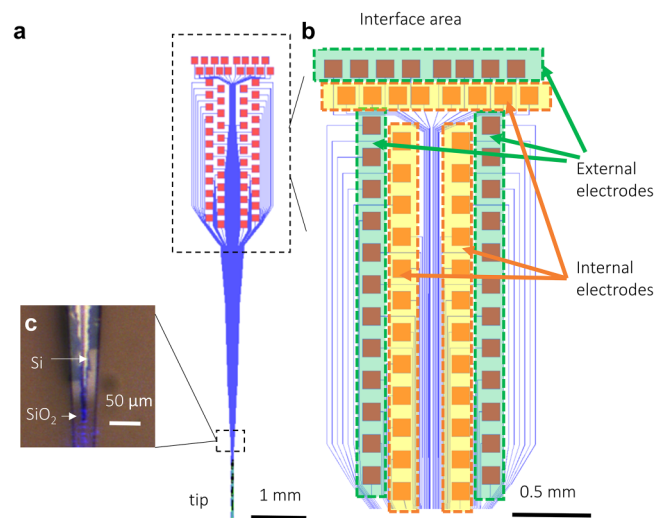 Interface area
a
b
External
electrodes
Internal
electrodes
c
Si
SiO₂
50 μm
tip
1 mm
0.5 mm